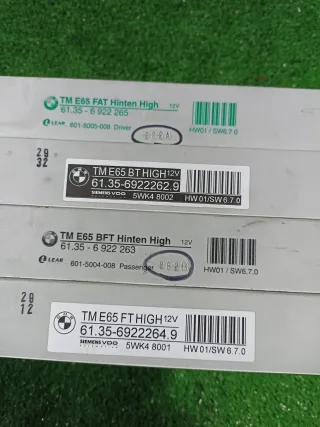 TM E65 FAT Hinten High 12V
61.35 - 6 922 265
LEAR 601-5005-008 Driver
HW01 / SW6.7.0
29
32
TM E65 BT HIGH 12V
61.35-6922262.9
SIEMENS VDO 5WK4 8002 HW 01/SW 6.7.0
TM E65 BFT Hinten High 12V
61.35 - 6 922 263
LEAR 601-5004-008 Passenger
HW01 / SW6.7.0
29
12
TM E65 FT HIGH 12V
61.35-6922264.9
SIEMENS VDO 5WK4 8001 HW 01/SW 6.7.0